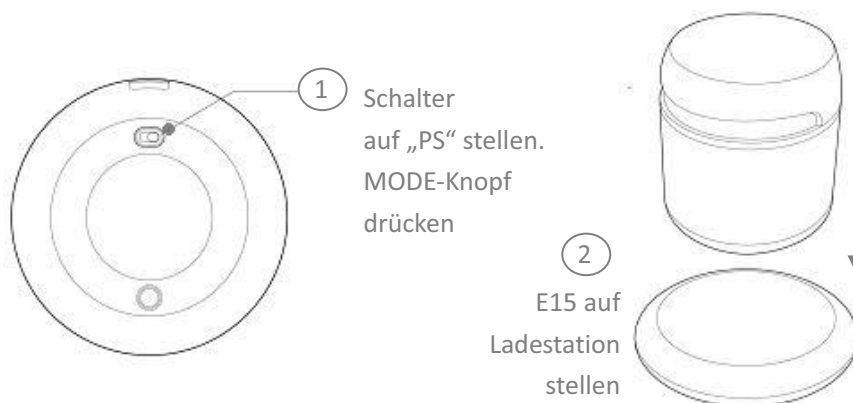 1
Schalter
auf „PS“ stellen.
MODE-Knopf
drücken
2
E15 auf
Ladestation
stellen